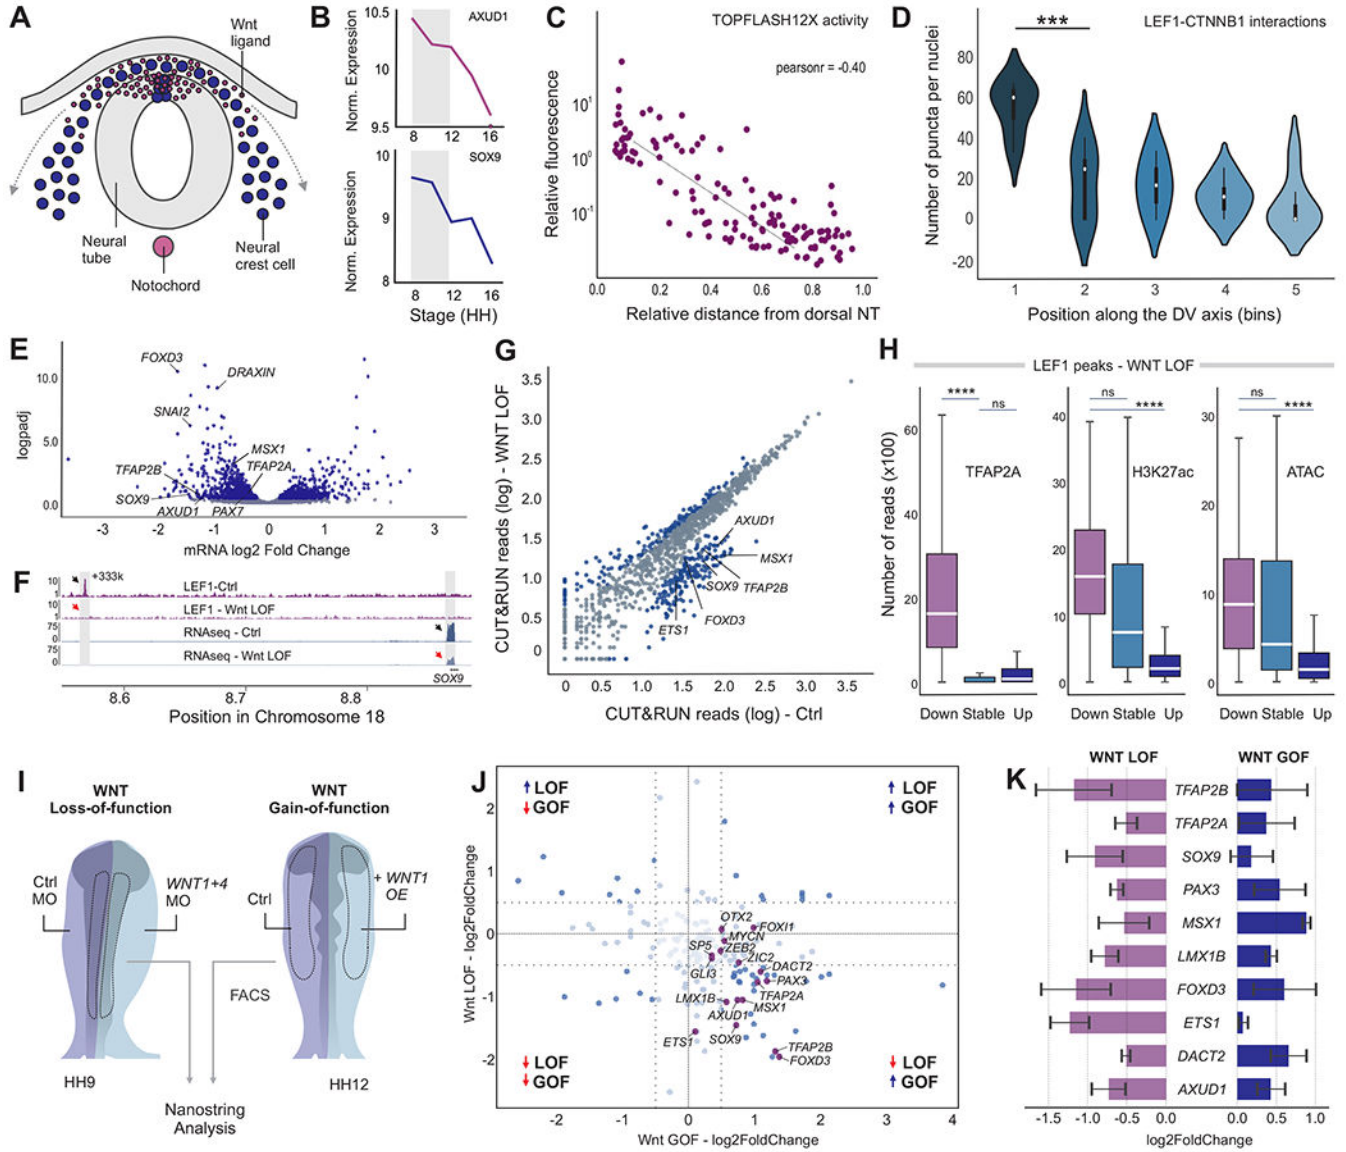 A
Wnt
ligand
Neural
tube
Notochord
Neural
crest cell
B
AXUD1
Norm. Expression
10.5
10
9.5
8
12
16
SOX9
Norm. Expression
10
9
8
8
12
16
Stage (HH)
C
TOPFLASH12X activity
pearsonr = -0.40
Relative fluorescence
10¹
10⁰
10⁻¹
0.0
0.2
0.4
0.6
0.8
1.0
Relative distance from dorsal NT
D
LEF1-CTNNB1 interactions
***
Number of puncta per nuclei
80
60
40
20
0
-20
1
2
3
4
5
Position along the DV axis (bins)
E
logpadj
10.0
5.0
0.0
FOXD3
DRAXIN
SNAI2
MSX1
TFAP2B
TFAP2A
SOX9
AXUD1
PAX7
-3
-2
-1
0
1
2
3
mRNA log2 Fold Change
F
10
1
+333k
LEF1-Ctrl
10
1
LEF1 - Wnt LOF
75
0
RNAseq - Ctrl
75
0
RNAseq - Wnt LOF
SOX9
8.6
8.7
8.8
Position in Chromosome 18
G
CUT&RUN reads (log) - WNT LOF
3.5
3.0
2.5
2.0
1.5
1.0
0.5
0
AXUD1
MSX1
SOX9
TFAP2B
FOXD3
ETS1
0
0.5
1.0
1.5
2.0
2.5
3.0
3.5
CUT&RUN reads (log) - Ctrl
H
LEF1 peaks - WNT LOF
Number of reads (x100)
****
ns
TFAP2A
60
40
20
0
Down Stable Up
ns
****
H3K27ac
40
30
20
10
0
Down Stable Up
ns
****
ATAC
30
20
10
0
Down Stable Up
I
WNT
Loss-of-function
WNT
Gain-of-function
Ctrl
MO
WNT1+4
MO
Ctrl
+ WNT1
OE
FACS
HH9
HH12
Nanostring
Analysis
J
LOF
GOF
LOF
GOF
Wnt LOF - log2FoldChange
2
1
0
-1
-2
OTX2
FOXI1
MYCN
SP5
ZEB2
ZIC2
GLI3
DACT2
PAX3
LMX1B
TFAP2A
MSX1
AXUD1
ETS1
SOX9
TFAP2B
FOXD3
LOF
GOF
LOF
GOF
-2
-1
0
1
2
3
4
Wnt GOF - log2FoldChange
K
WNT LOF
WNT GOF
TFAP2B
TFAP2A
SOX9
PAX3
MSX1
LMX1B
FOXD3
ETS1
DACT2
AXUD1
-1.5
-1.0
-0.5
0.0
0.0
0.5
1.0
log2FoldChange